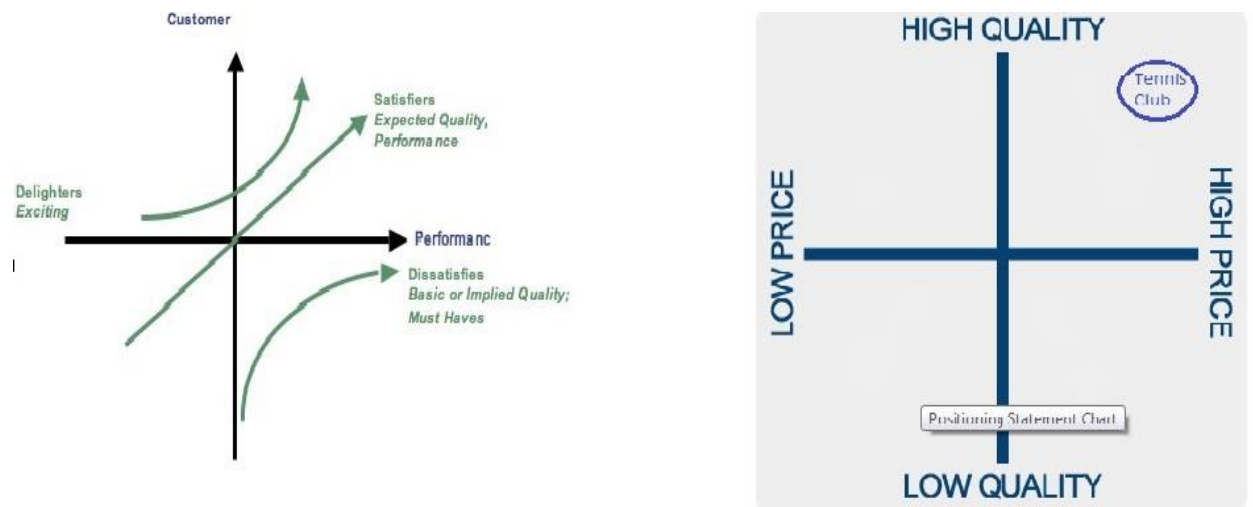 Customer
Satisfiers
Expected Quality,
Performance
Delighters
Exciting
Performanc
Dissatisfies
Basic or Implied Quality;
Must Haves
HIGH QUALITY
Tennis
Club
LOW PRICE
HIGH PRICE
Positioning Statement Chart
LOW QUALITY